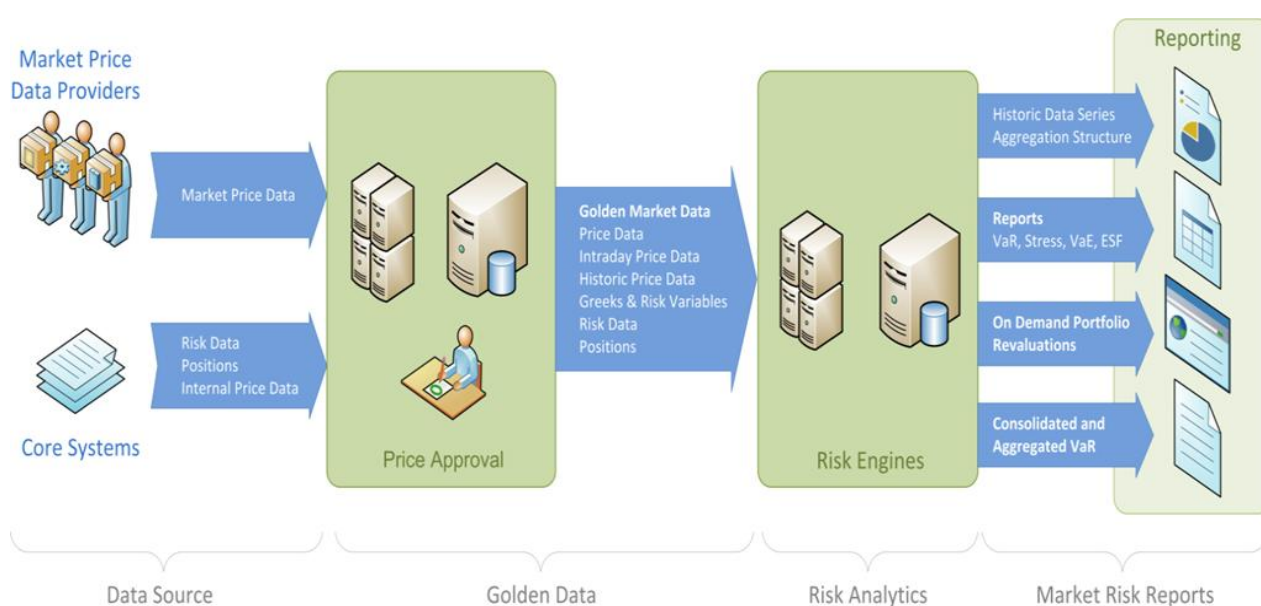 Market Price
Data Providers
Market Price Data
Risk Data
Positions
Internal Price Data
Core Systems
Price Approval
Golden Market Data
Price Data
Intraday Price Data
Historic Price Data
Greeks & Risk Variables
Risk Data
Positions
Risk Engines
Reporting
Historic Data Series
Aggregation Structure
Reports
VaR, Stress, VaE, ESF
On Demand Portfolio
Revaluations
Consolidated and
Aggregated VaR
Data Source
Golden Data
Risk Analytics
Market Risk Reports